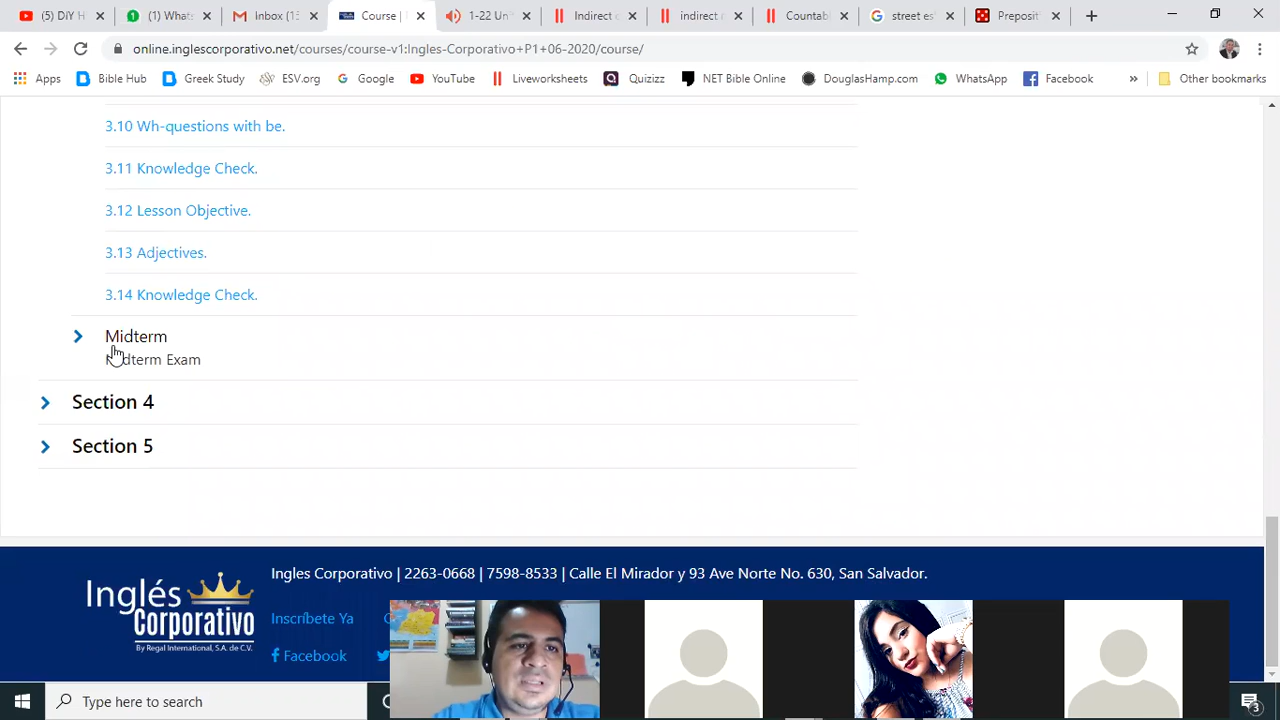 (5) DiY H
(1) Whats
Inbox (13
Course |
1-22 Un
Indirect c
indirect c
Countab
street es
Preposit
online.inglescorporativo.net/courses/course-v1:Ingles-Corporativo+P1+06-2020/course/
Apps
Bible Hub
Greek Study
ESV.org
Google
YouTube
Liveworksheets
Quizizz
NET Bible Online
DouglasHamp.com
WhatsApp
Facebook
Other bookmarks
3.10 Wh-questions with be.
3.11 Knowledge Check.
3.12 Lesson Objective.
3.13 Adjectives.
3.14 Knowledge Check.
Midterm
Midterm Exam
Section 4
Section 5
Inglés Corporativo
By Regal International, S.A. de C.V.
Ingles Corporativo | 2263-0668 | 7598-8533 | Calle El Mirador y 93 Ave Norte No. 630, San Salvador.
Inscríbete Ya
Facebook
Type here to search
3